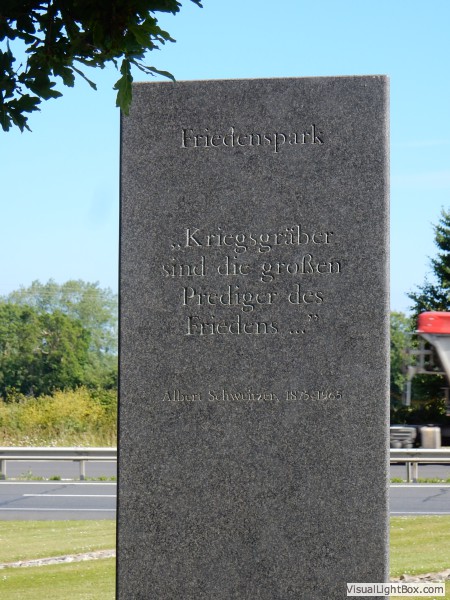 Friedenspark
„Kriegsgräber
sind die großen
Prediger des
Friedens ...”
Albert Schweitzer, 1875-1965
VisualLightBox.com